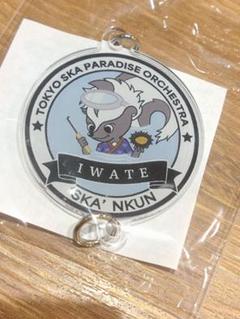 TOKYO SKA PARADISE ORCHESTRA
IWATE
SKA' NKUN